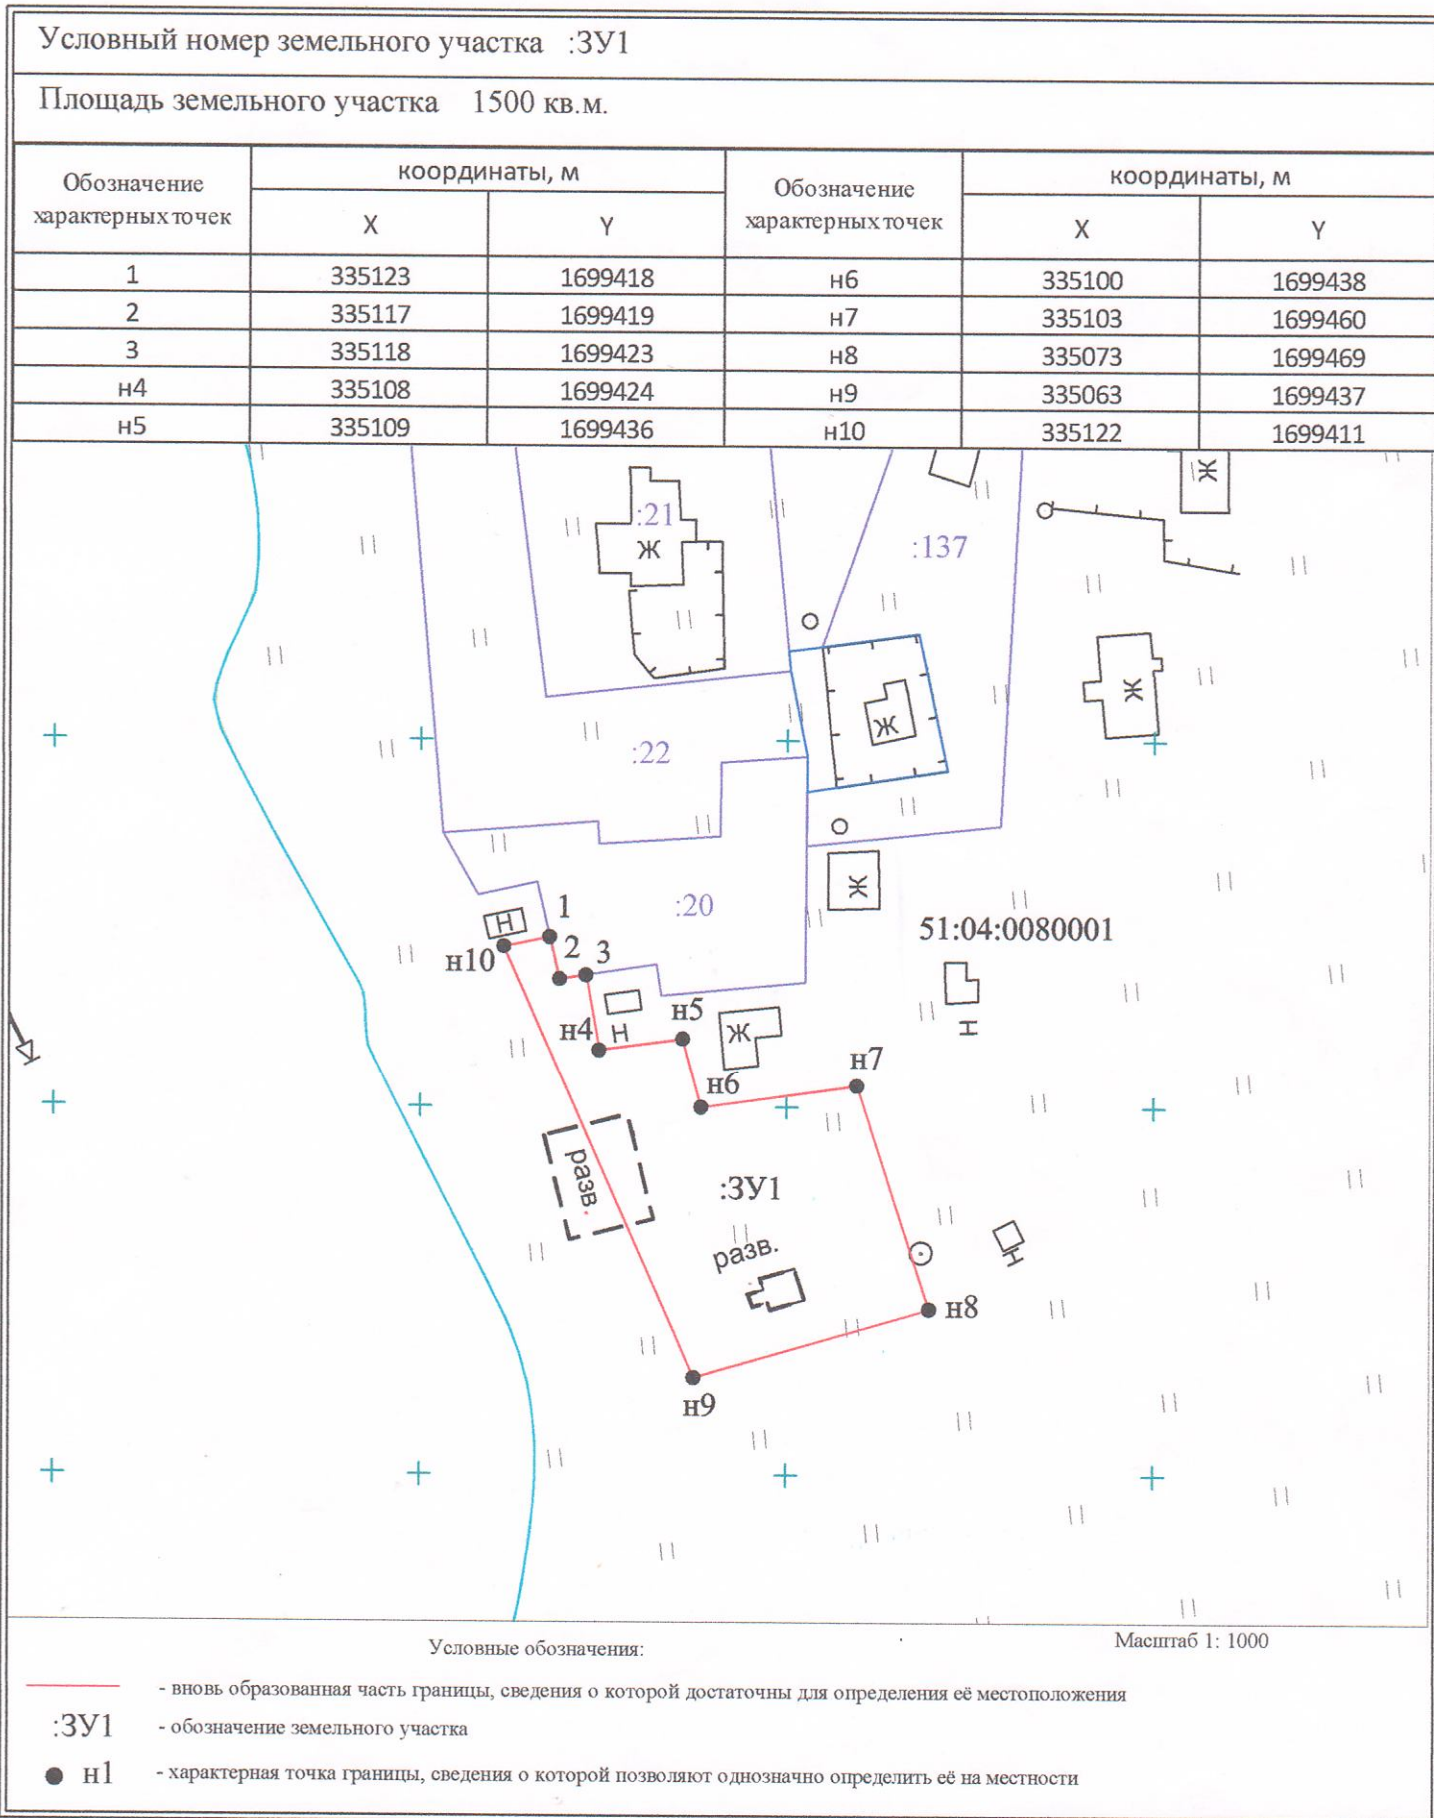 Условный номер земельного участка :ЗУ1
Площадь земельного участка 1500 кв.м.
Обозначение характерных точек координаты, м Обозначение характерных точек координаты, м
X Y X Y
1 335123 1699418 н6 335100 1699438
2 335117 1699419 н7 335103 1699460
3 335118 1699423 н8 335073 1699469
н4 335108 1699424 н9 335063 1699437
н5 335109 1699436 н10 335122 1699411
Ж
:21
Ж
:137
Ж
Ж
:22
Ж
:20
51:04:0080001
Н
1
2
3
н10
н4
Н
н5
Ж
Н
н6
н7
разв.
:ЗУ1
разв.
Н
н8
н9
Условные обозначения:
Масштаб 1: 1000
- вновь образованная часть границы, сведения о которой достаточны для определения её местоположения
:ЗУ1 - обозначение земельного участка
н1 - характерная точка границы, сведения о которой позволяют однозначно определить её на местности